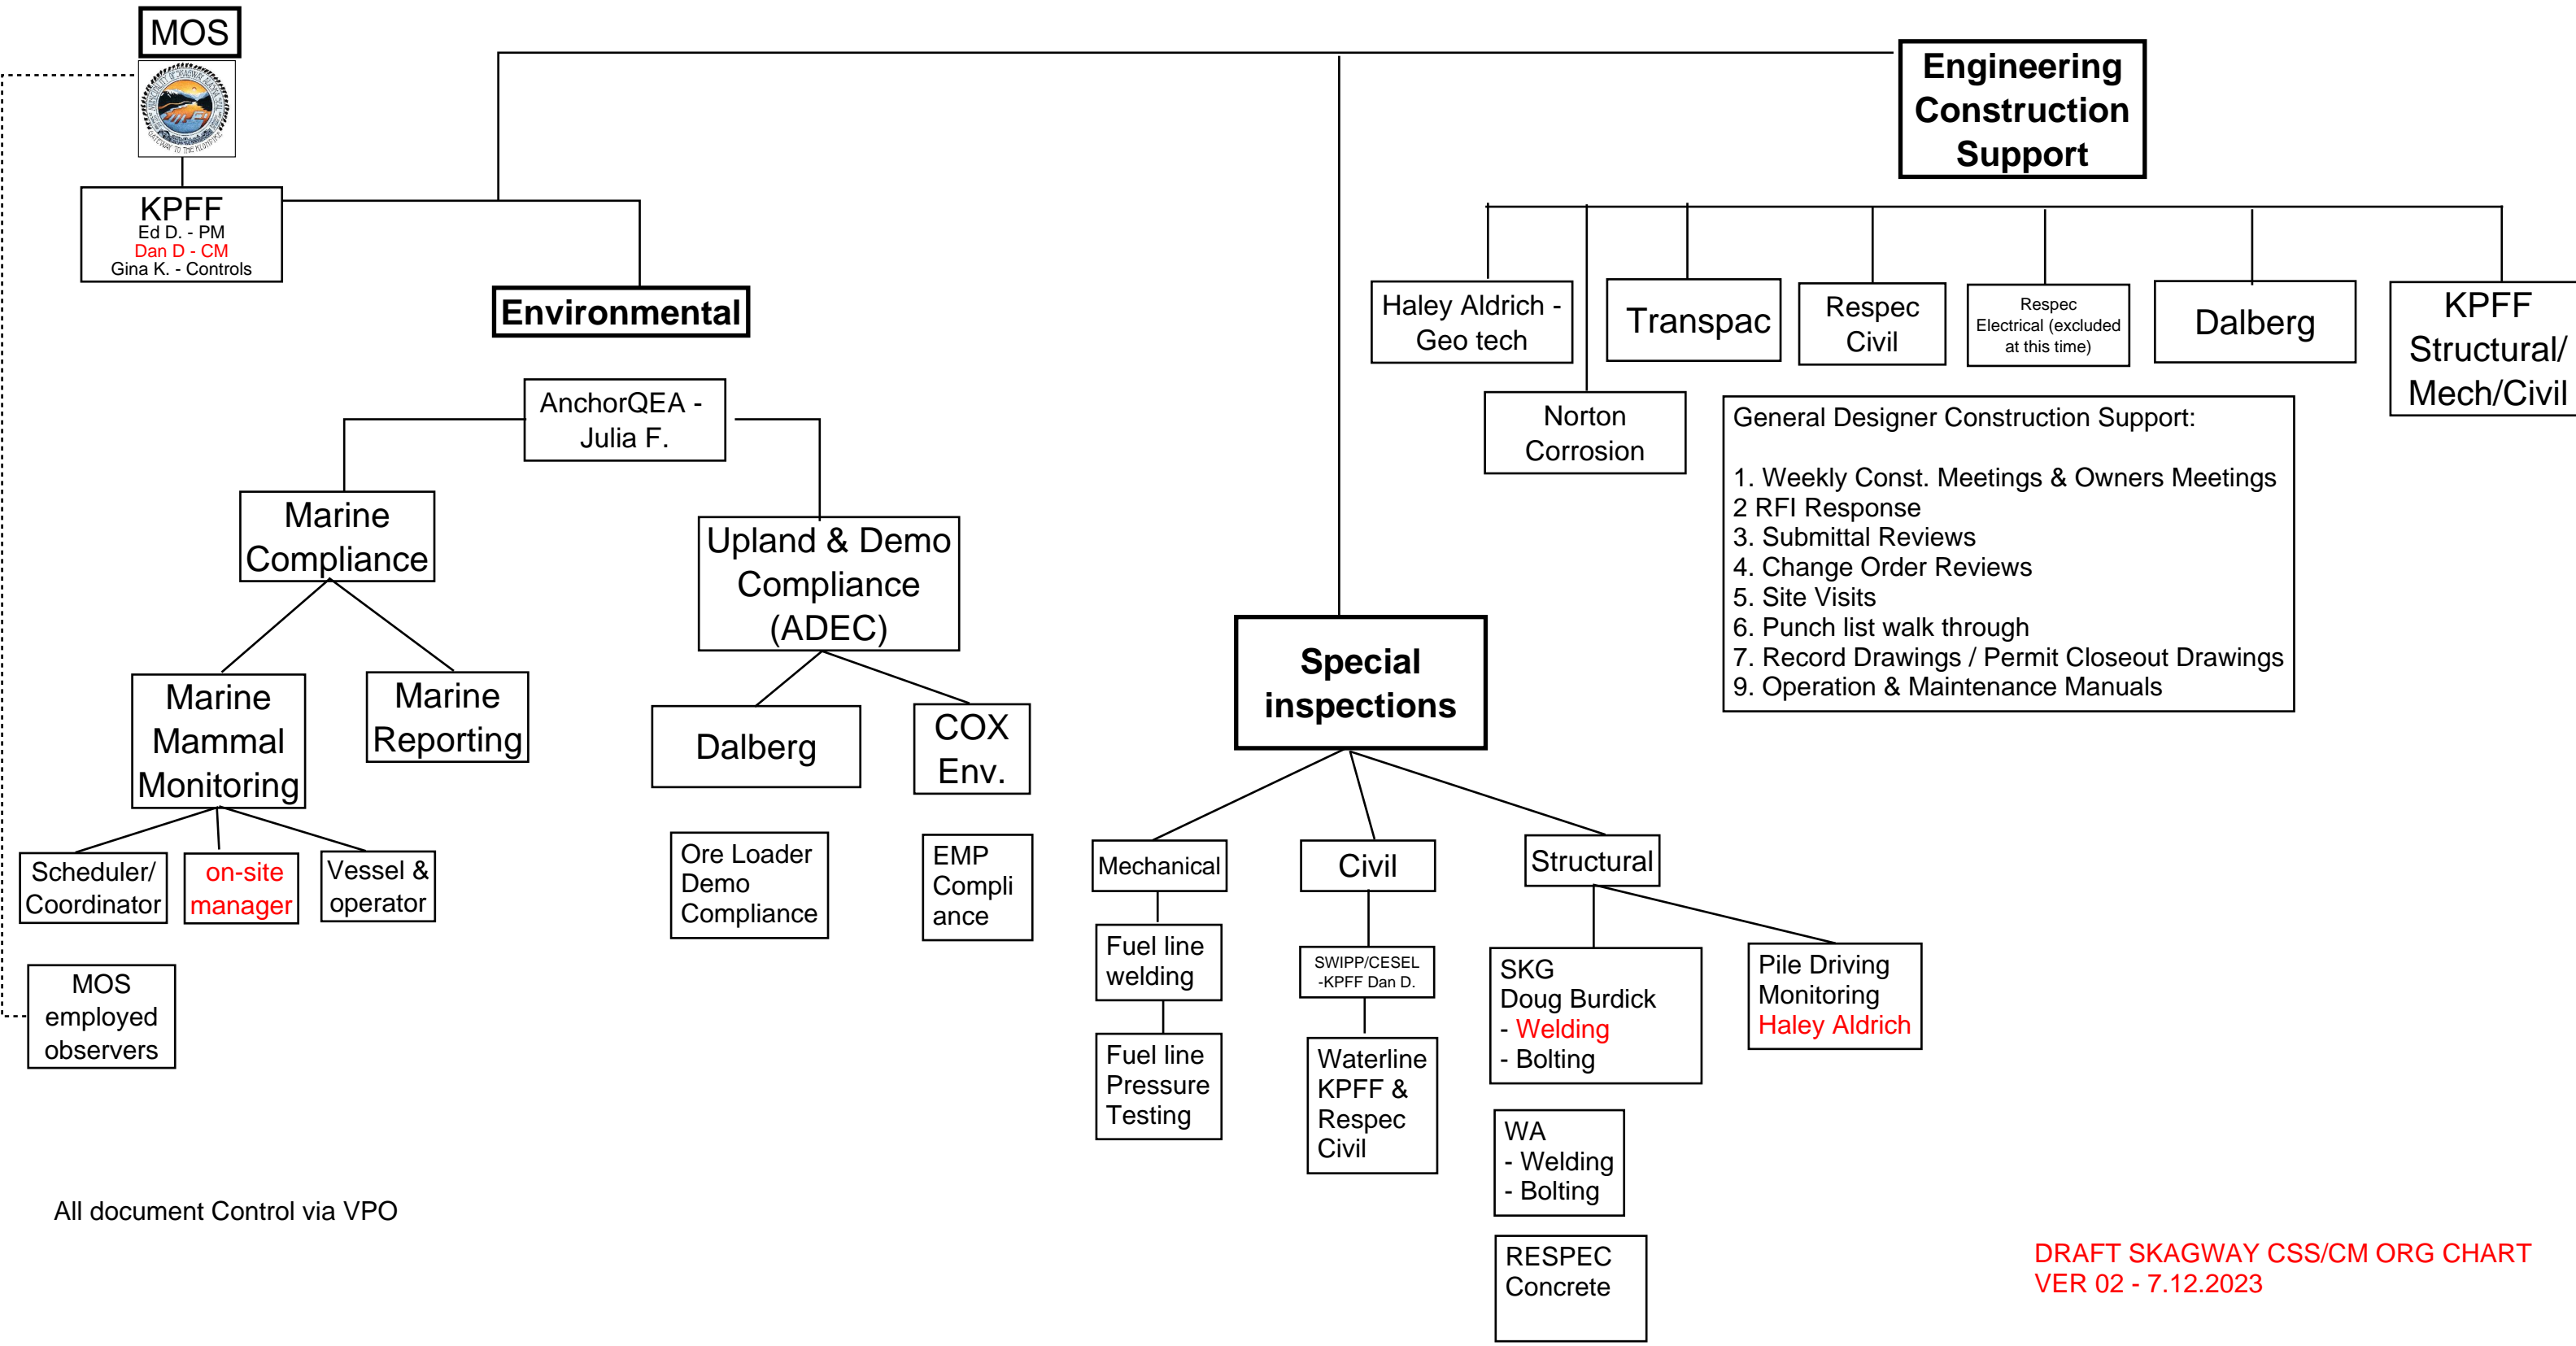 MOS
GATEWAY TO THE KLONDIKE
KPFF
Ed D. - PM
Dan D - CM
Gina K. - Controls
Engineering
Construction
Support
Environmental
Haley Aldrich -
Geo tech
Transpac
Respec
Civil
Respec
Electrical (excluded
at this time)
Dalberg
KPFF
Structural/
Mech/Civil
Norton
Corrosion
AnchorQEA -
Julia F.
General Designer Construction Support:
1. Weekly Const. Meetings & Owners Meetings
2 RFI Response
3. Submittal Reviews
4. Change Order Reviews
5. Site Visits
6. Punch list walk through
7. Record Drawings / Permit Closeout Drawings
9. Operation & Maintenance Manuals
Marine
Compliance
Upland & Demo
Compliance
(ADEC)
Marine
Mammal
Monitoring
Marine
Reporting
Dalberg
COX
Env.
Special
inspections
Scheduler/
Coordinator
on-site
manager
Vessel &
operator
Ore Loader
Demo
Compliance
EMP
Compli
ance
Mechanical
Civil
Structural
MOS
employed
observers
Fuel line
welding
SWIPP/CESEL
-KPFF Dan D.
SKG
Doug Burdick
- Welding
- Bolting
Pile Driving
Monitoring
Haley Aldrich
Fuel line
Pressure
Testing
Waterline
KPFF &
Respec
Civil
WA
- Welding
- Bolting
RESPEC
Concrete
All document Control via VPO
DRAFT SKAGWAY CSS/CM ORG CHART
VER 02 - 7.12.2023